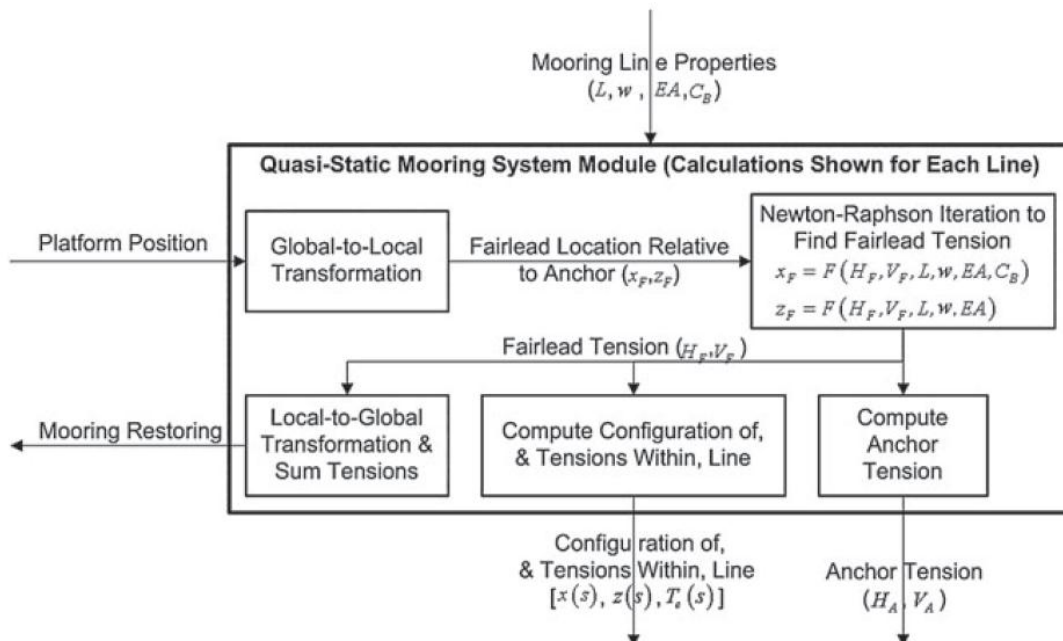 Mooring Line Properties
(L, w , EA, C_B)
Quasi-Static Mooring System Module (Calculations Shown for Each Line)
Platform Position
Global-to-Local
Transformation
Fairlead Location Relative
to Anchor (x_F,z_F)
Newton-Raphson Iteration to
Find Fairlead Tension
x_F = F(H_F,V_F,L,w,EA,C_B)
z_F = F(H_F,V_F,L,w,EA)
Fairlead Tension (H_F,V_F)
Mooring Restoring
Local-to-Global
Transformation &
Sum Tensions
Compute Configuration of,
& Tensions Within, Line
Compute
Anchor
Tension
Configuration of,
& Tensions Within, Line
[x(s), z(s), T_e(s)]
Anchor Tension
(H_A, V_A)